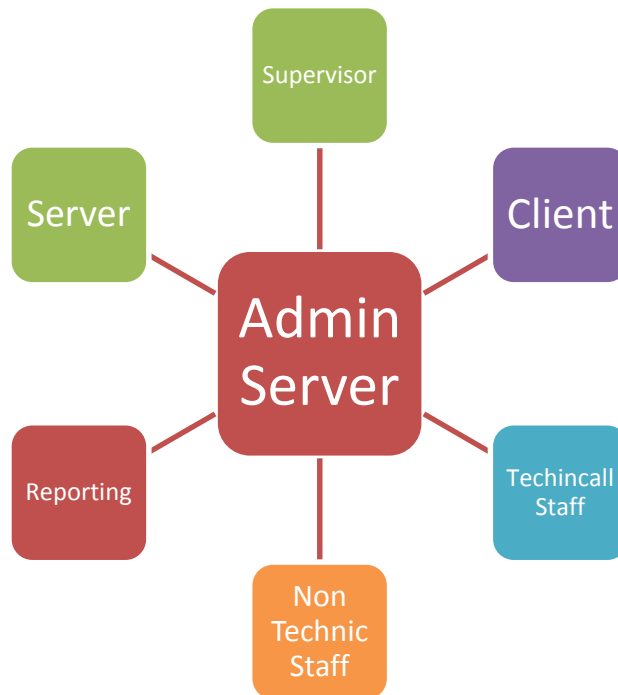 Supervisor
Server
Client
Admin
Server
Reporting
Techincall
Staff
Non
Technic
Staff